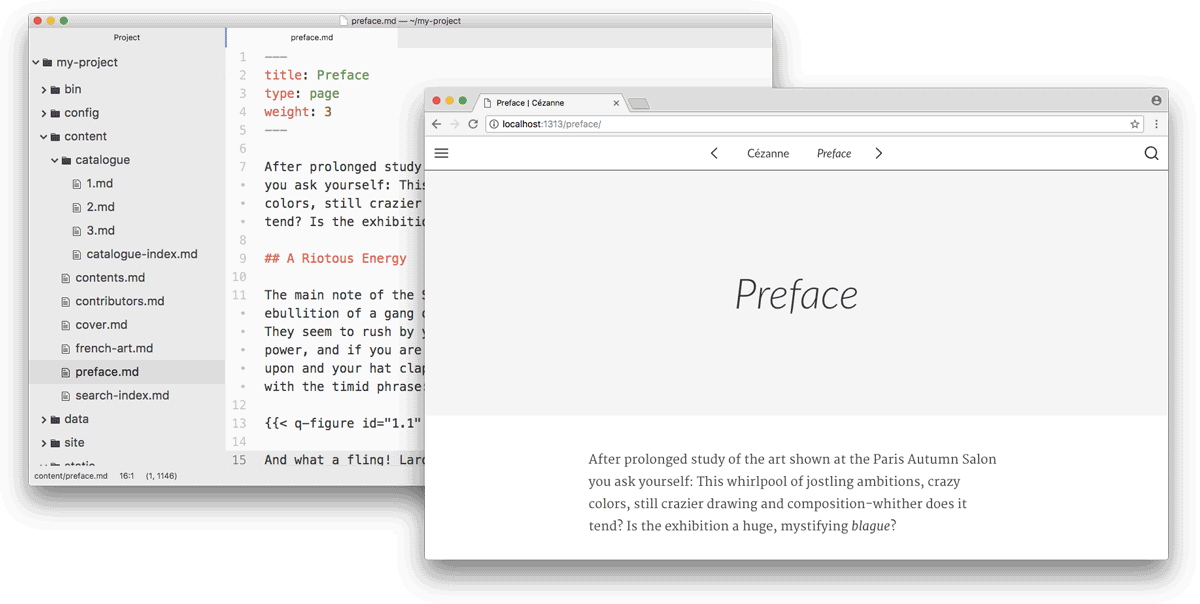 preface.md — ~/my-project
Project
my-project
bin
config
content
catalogue
1.md
2.md
3.md
catalogue-index.md
contents.md
contributors.md
cover.md
french-art.md
preface.md
search-index.md
data
site
static
content/preface.md 16:1 (1, 1146)
preface.md
1 ---
2 title: Preface
3 type: page
4 weight: 3
5 ---
6
7 After prolonged study
you ask yourself: This
colors, still crazier
tend? Is the
8
9 ## A Riotous Energy
10
11 The main note of the
ebullition of a gang
They seem to rush by
power, and if you are
upon and your hat
with the timid phrase:
12
13 {{< q-figure id="1.1"
14
15 And what a fling!
Preface | Cézanne
localhost:1313/preface/
Cézanne Preface
Preface
After prolonged study of the art shown at the Paris Autumn Salon
you ask yourself: This whirlpool of jostling ambitions, crazy
colors, still crazier drawing and composition–whither does it
tend? Is the exhibition a huge, mystifying blague?